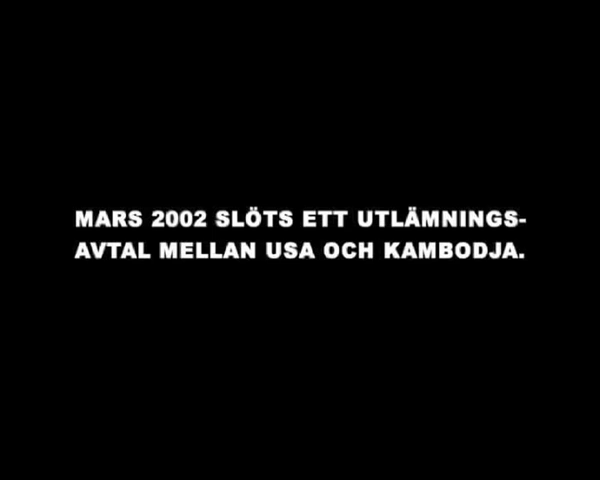 MARS 2002 SLÖTS ETT UTLÄMNINGS-
AVTAL MELLAN USA OCH KAMBODJA.